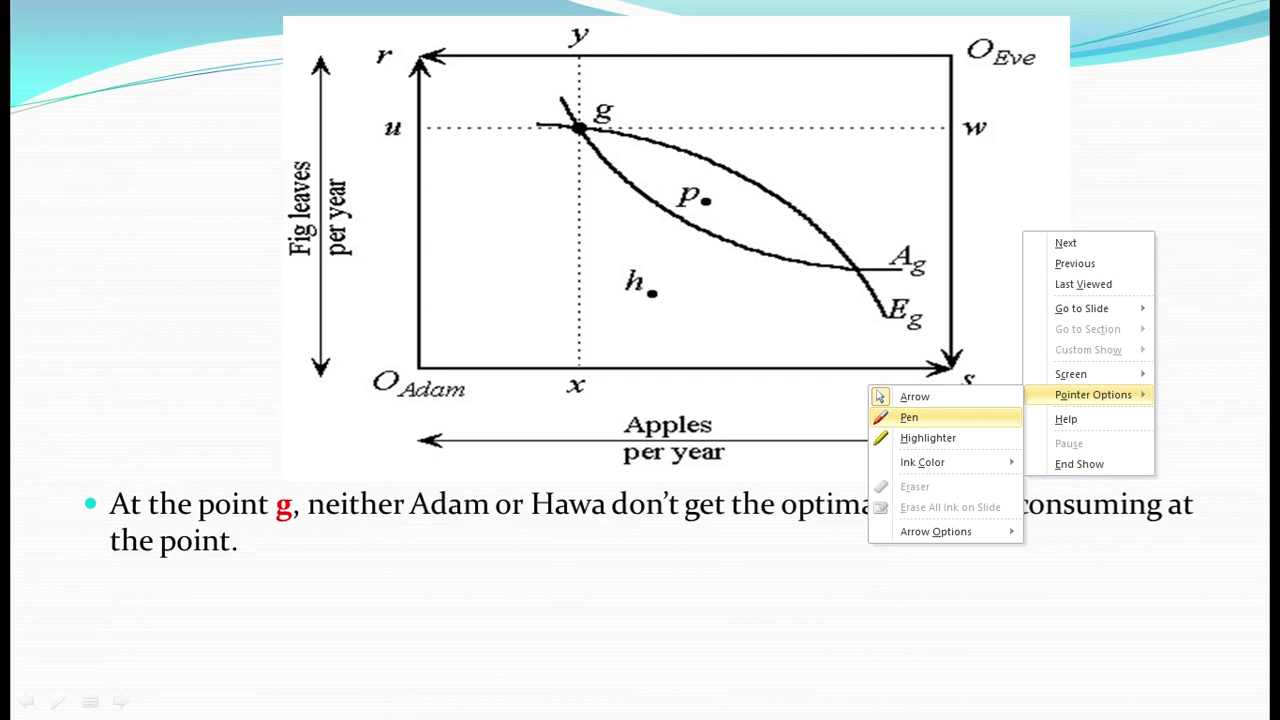 y
r
O Eve
g
u
w
Fig leaves
per year
p
Ag
h
Eg
O Adam
x
s
Apples
per year
Next
Previous
Last Viewed
Go to Slide
Go to Section
Custom Show
Screen
Pointer Options
Help
Pause
End Show
Arrow
Pen
Highlighter
Ink Color
Eraser
Erase All Ink on Slide
Arrow Options
• At the point g, neither Adam or Hawa don't get the consuming at
the point.